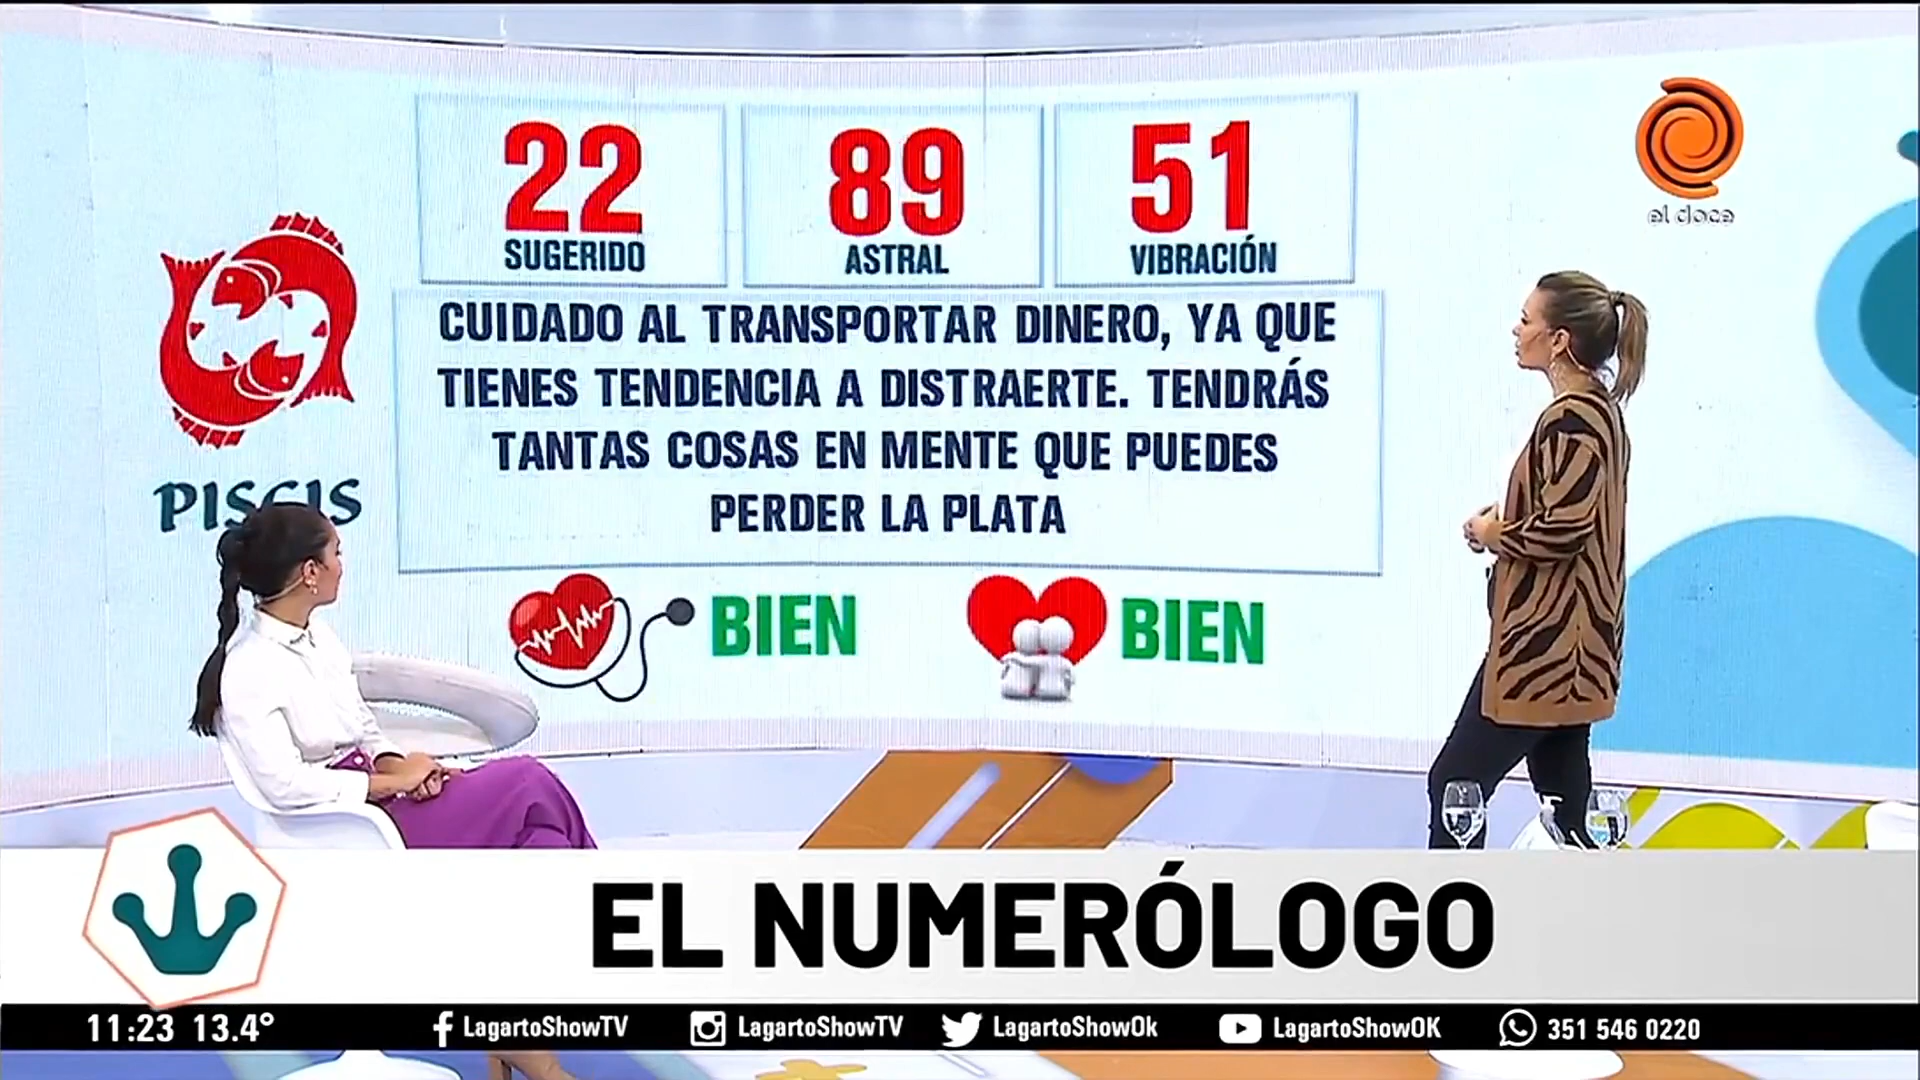 22
SUGERIDO
89
ASTRAL
51
VIBRACIÓN
el doce
CUIDADO AL TRANSPORTAR DINERO, YA QUE
TIENES TENDENCIA A DISTRAERTE. TENDRÁS
TANTAS COSAS EN MENTE QUE PUEDES
PERDER LA PLATA
PISCIS
BIEN
BIEN
EL NUMERÓLOGO
11:23 13.4° LagartoShowTV LagartoShowTV LagartoShowOk LagartoShowOK 351 546 0220